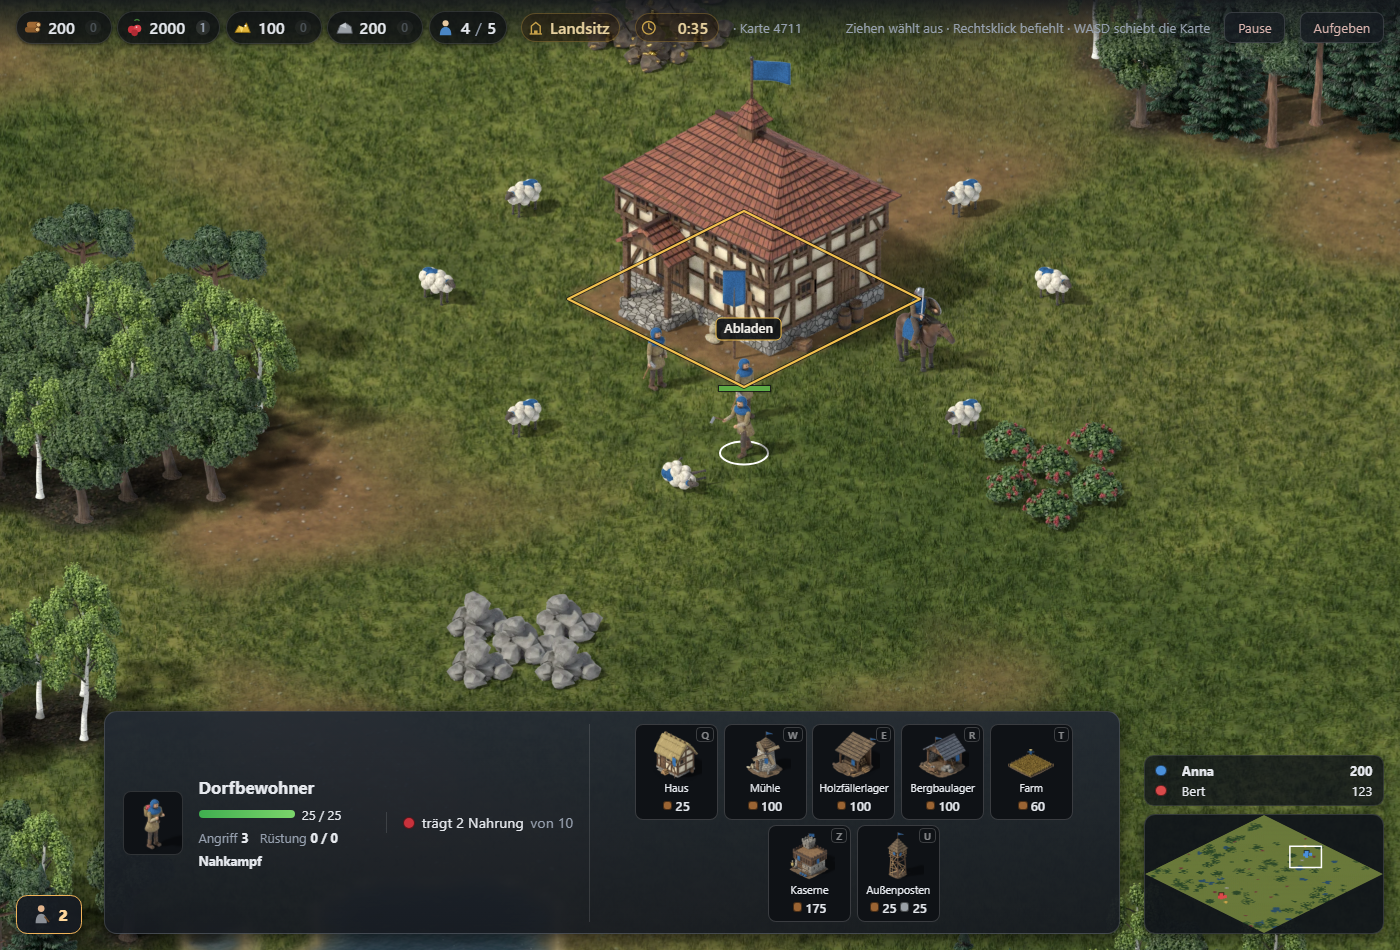 200 0 2000 1 100 0 200 0 4 / 5 Landsitz 0:35 · Karte 4711 Ziehen wählt aus · Rechtsklick befiehlt · WASD schiebt die Karte Pause Aufgeben
Abladen
Dorfbewohner
25 / 25
Angriff 3 Rüstung 0 / 0
Nahkampf
trägt 2 Nahrung von 10
Q W E R T
Haus Mühle Holzfällerlager Bergbaulager Farm
25 100 100 100 60
Z U
Kaserne Außenposten
175 25 25
Anna 200
Bert 123
2